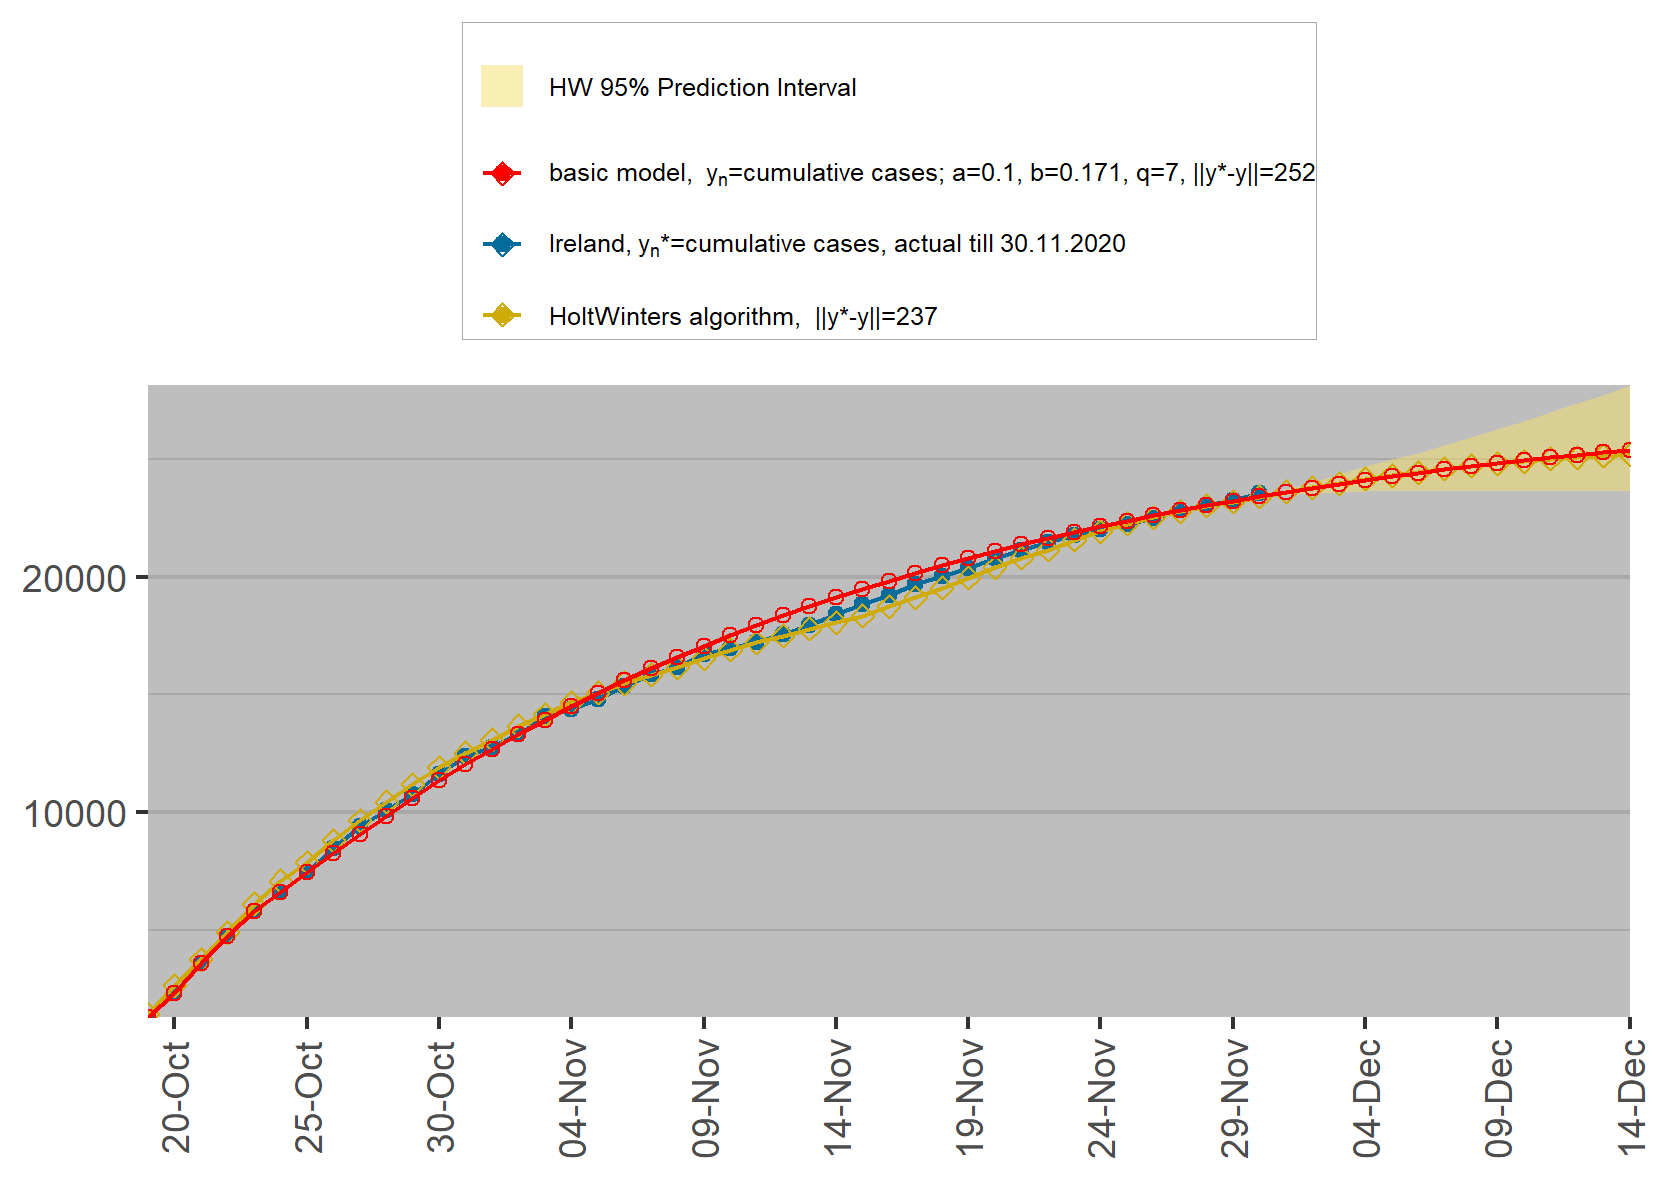 HW 95% Prediction Interval
basic model, yn=cumulative cases; a=0.1, b=0.171, q=7, ||y*-y||=252
Ireland, yn*=cumulative cases, actual till 30.11.2020
HoltWinters algorithm, ||y*-y||=237
20000
10000
20-Oct
25-Oct
30-Oct
04-Nov
09-Nov
14-Nov
19-Nov
24-Nov
29-Nov
04-Dec
09-Dec
14-Dec